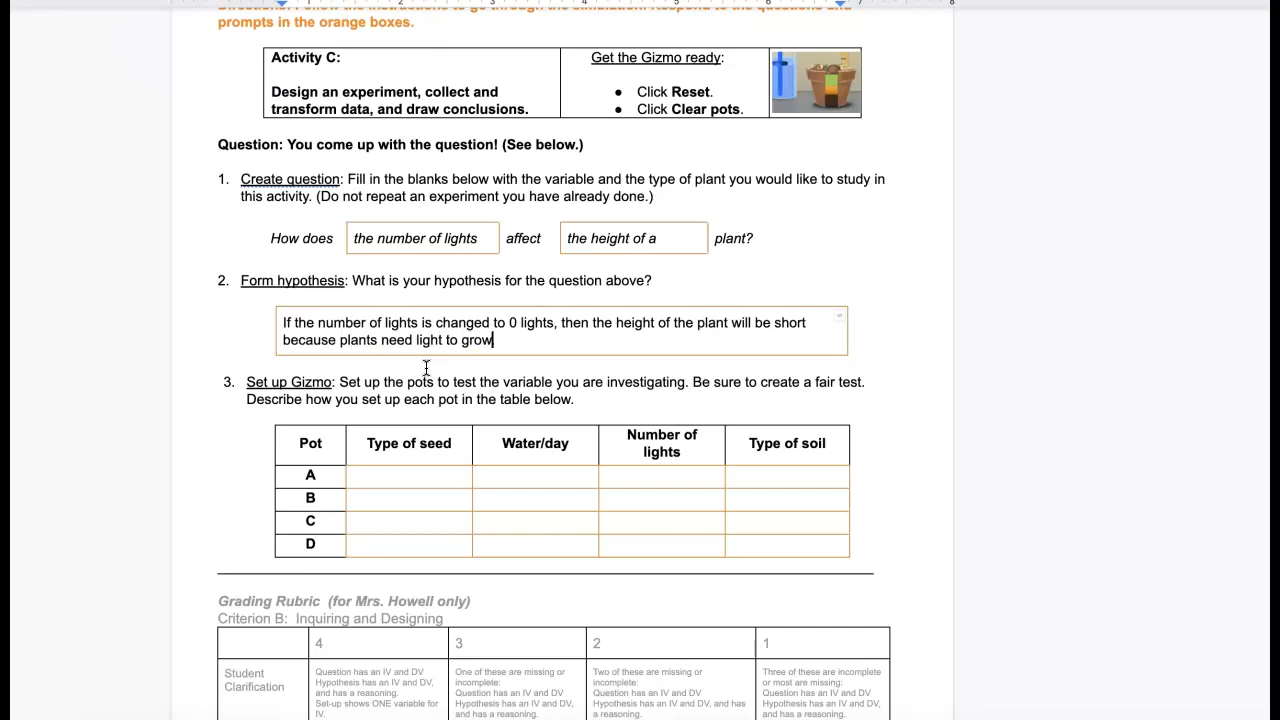 prompts in the orange boxes.
Activity C:
Design an experiment, collect and
transform data, and draw conclusions.
Get the Gizmo ready:
● Click Reset.
● Click Clear pots.
Question: You come up with the question! (See below.)
1. Create question: Fill in the blanks below with the variable and the type of plant you would like to study in
this activity. (Do not repeat an experiment you have already done.)
How does the number of lights affect the height of a plant?
2. Form hypothesis: What is your hypothesis for the question above?
If the number of lights is changed to 0 lights, then the height of the plant will be short
because plants need light to grow
3. Set up Gizmo: Set up the pots to test the variable you are investigating. Be sure to create a fair test.
Describe how you set up each pot in the table below.
Pot Type of seed Water/day Number of lights Type of soil
A
B
C
D
Grading Rubric (for Mrs. Howell only)
Criterion B: Inquiring and Designing
4 3 2 1
Student
Clarification
Question has an IV and DV
Hypothesis has an IV and DV,
and has a reasoning.
Set-up shows ONE variable for
IV.
One of these are missing or
incomplete:
Question has an IV and DV
Hypothesis has an IV and DV,
and has a reasoning.
Two of these are missing or
incomplete:
Question has an IV and DV
Hypothesis has an IV and DV, and has
a reasoning.
Three of these are incomplete
or most are missing:
Question has an IV and DV
Hypothesis has an IV and DV,
and has a reasoning.